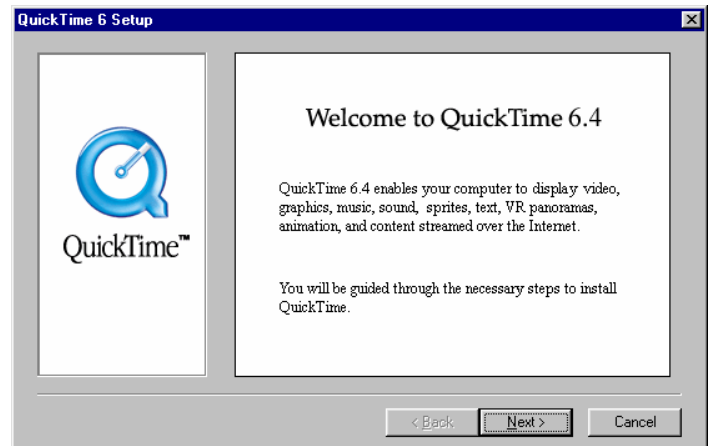 QuickTime 6 Setup
QuickTime™
Welcome to QuickTime 6.4
QuickTime 6.4 enables your computer to display video,
graphics, music, sound, sprites, text, VR panoramas,
animation, and content streamed over the Internet.
You will be guided through the necessary steps to install
QuickTime.
< Back
Next >
Cancel